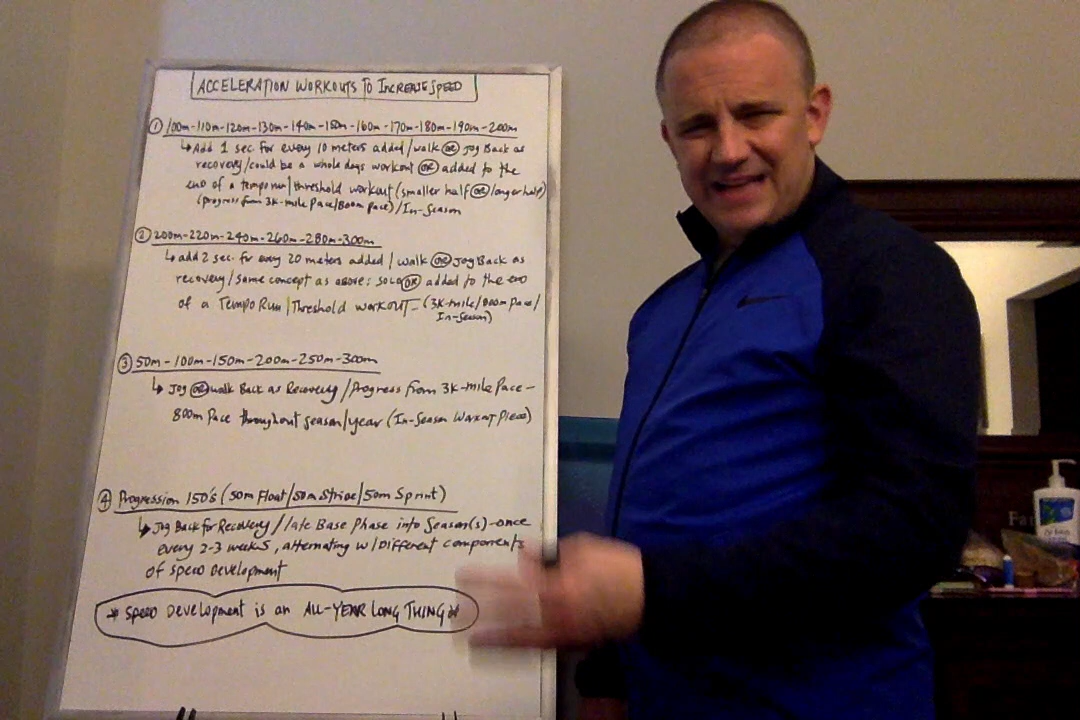 ACCELERATION WORKOUTS TO INCREASE SPEED
① 100m-110m-120m-130m-140m-150m-160m-170m-180m-190m-200m
↳ Add 1 sec for every 10 meters added/walk OR jog Back as
recovery/could be a whole days workout OR added to the
end of a tempo run/threshold workout (smaller half OR longer half)
(progress from 3K-mile Pace/800m pace)/In-Season
② 200m-220m-240m-260m-280m-300m
↳ add 2 sec. for every 20 meters added/walk OR Jog Back as
recovery/same concept as above: solo OR added to the end
of a Tempo Run/Threshold workout-(3K-mile/800m Pace/
In-Season)
③ 50m-100m-150m-200m-250m-300m
↳ Jog OR walk Back as Recovery/Progress from 3K-mile Pace-
800m Pace throughout season/year (In-Season Workout Piece)
④ Progression 150's (50m Float/50m Stride/50m Sprint)
↳ Jog Back for Recovery/late Base Phase into Season(s)-once
every 2-3 weeks, alternating w/Different components
of speed Development
* Speed Development is an ALL-YEAR LONG THING *